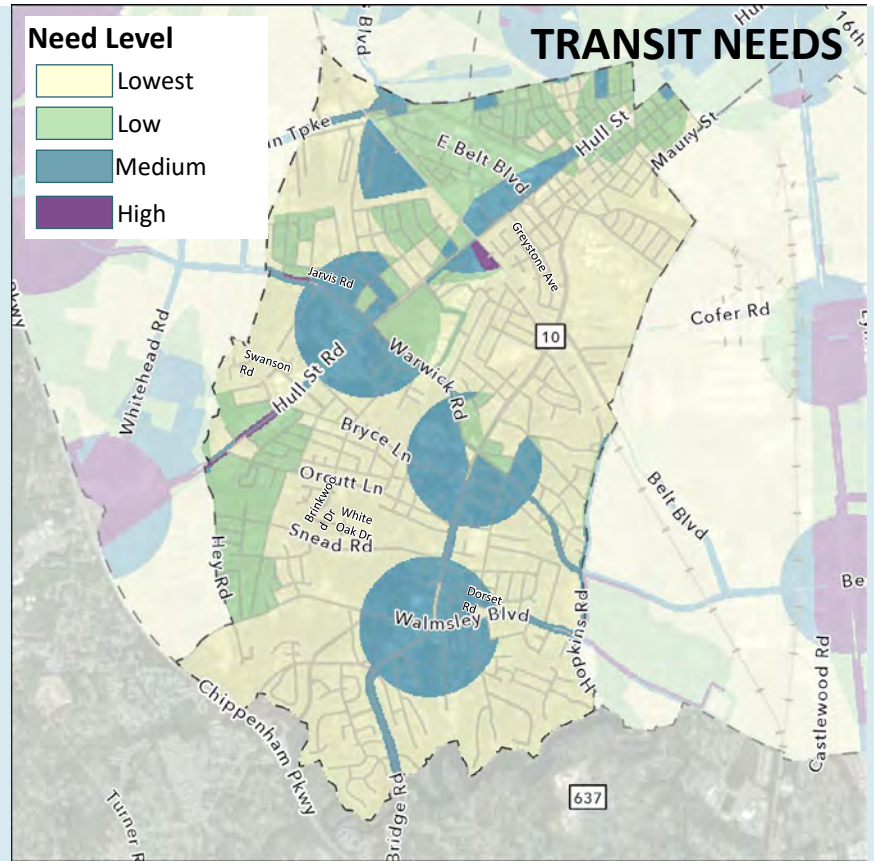 TRANSIT NEEDS
Need Level
Lowest
Low
Medium
High
Blvd
Hu
16th
n Tpke
E Belt Blvd
Hull St
Maury St
Greystone Ave
Jarvis Rd
10
Cofer Rd
Pkwy
Whitehead Rd
Swanson
Rd
Hull St Rd
Warwick Rd
Bryce Ln
Orcutt Ln
Brinkwoo
d Dr
White
Oak Dr
Snead Rd
Belt Blvd
Hey Rd
Dorset
Rd
Walmsley Blvd
Hopkins Rd
Be
Castlewood Rd
Chippenham Pkwy
637
Turner R
Bridge Rd